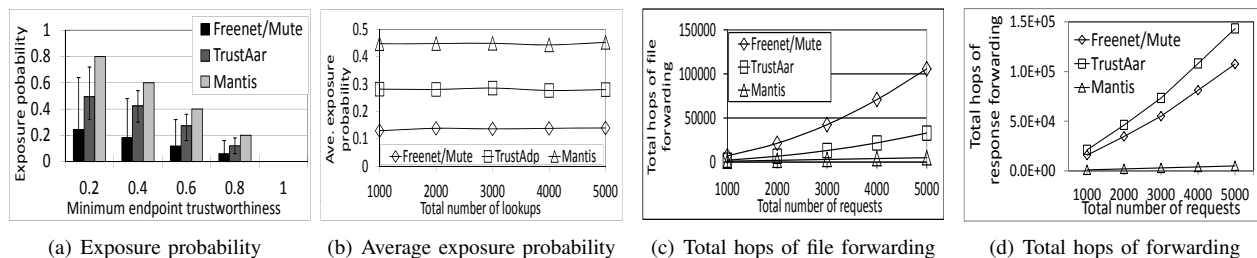 1
0.8
0.6
0.4
0.2
0
Exposure pobability
Freenet/Mute
TrustAar
Mantis
0.2 0.4 0.6 0.8 1
Minimum endpoint trustworthiness
(a) Exposure probability
0.5
0.4
0.3
0.2
0.1
0
Ave. exposure
probability
Freenet/Mute TrustAdp Mantis
1000 2000 3000 4000 5000
Total number of lookups
(b) Average exposure probability
150000
100000
50000
0
Total hops of file
forwarding
Freenet/Mute
TrustAar
Mantis
1000 2000 3000 4000 5000
Total number of requests
(c) Total hops of file forwarding
1.5E+05
1.0E+05
5.0E+04
0.0E+00
Total hops of
response forwarding
Freenet/Mute
TrustAar
Mantis
1000 2000 3000 4000 5000
Total number of requests
(d) Total hops of forwarding